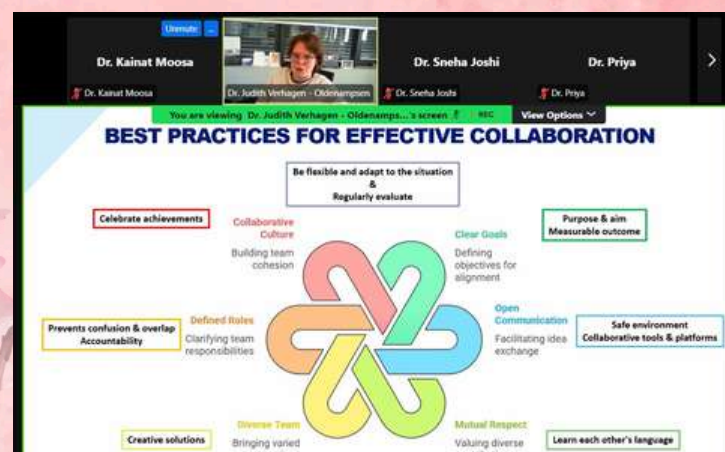 Unmute ...
Dr. Kainat Moosa
Dr. Sneha Joshi
Dr. Priya
Dr. Kainat Moosa
Dr. Judith Verhagen - Oldenampsen
Dr. Sneha Joshi
Dr. Priya
You are viewing Dr. Judith Verhagen - Oldenamps...'s screen
REC
View Options
BEST PRACTICES FOR EFFECTIVE COLLABORATION
Be flexible and adapt to the situation
&
Regularly evaluate
Celebrate achievements
Collaborative
Culture
Building team
cohesion
Clear Goals
Defining
objectives for
alignment
Purpose & aim
Measurable outcome
Prevents confusion & overlap
Accountability
Defined Roles
Clarifying team
responsibilities
Open
Communication
Facilitating idea
exchange
Safe environment
Collaborative tools & platforms
Creative solutions
Diverse Team
Bringing varied
Mutual Respect
Valuing diverse
Learn each other's language